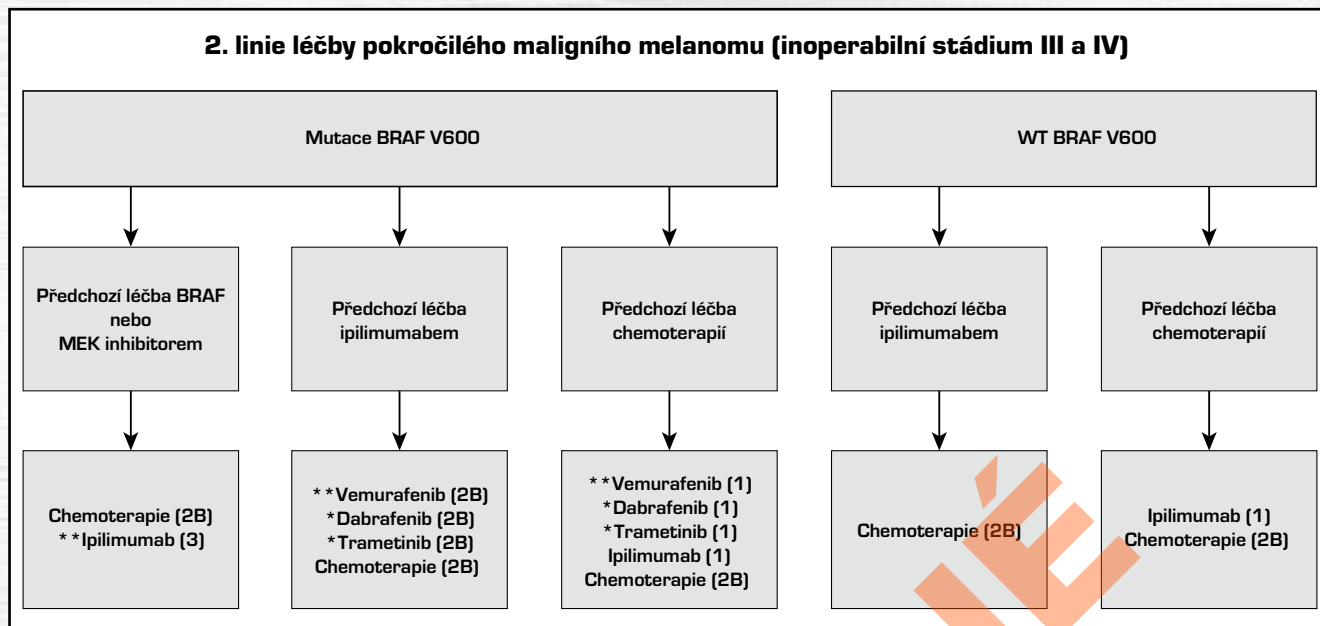 2. linie léčby pokročilého maligního melanomu (inoperabilní stádium III a IV)
Mutace BRAF V600
WT BRAF V600
Předchozí léčba BRAF
nebo
MEK inhibitorem
Předchozí léčba
ipilimumabem
Předchozí léčba
chemoterapií
Předchozí léčba
ipilimumabem
Předchozí léčba
chemoterapií
Chemoterapie (2B)
**Ipilimumab (3)
**Vemurafenib (2B)
*Dabrafenib (2B)
*Trametinib (2B)
Chemoterapie (2B)
**Vemurafenib (1)
*Dabrafenib (1)
*Trametinib (1)
Ipilimumab (1)
Chemoterapie (2B)
Chemoterapie (2B)
Ipilimumab (1)
Chemoterapie (2B)